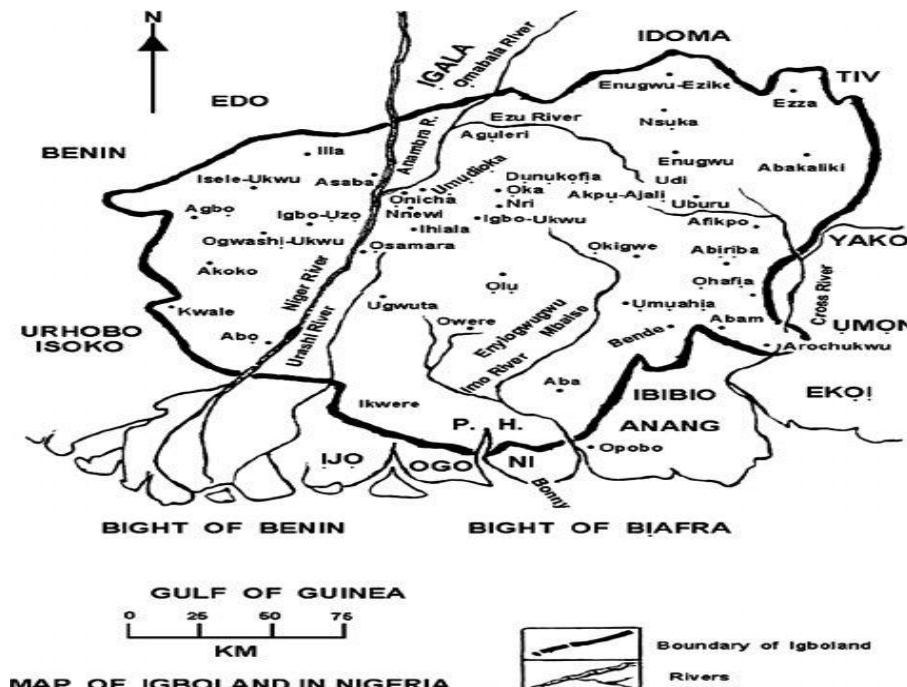 N
IDOMA
IGALA
Omabala River
TIV
Enugwu-Ezike
Ezza
EDO
Nsuka
Ezu River
Aguleri
BENIN
Illa
Anambra R.
Enugwu
Abakaliki
Isele-Ukwu
Asaba
Umudioka
Dunukofia
Udi
Onicha
Oka
Akpu-Ajali
Uburu
Agbo
Igbo-Uzo
Nnewi
Nri
Igbo-Ukwu
Afikpo
Ihiala
Ogwashi-Ukwu
Osamara
Okigwe
Abiriba
YAKO
Akoko
Niger River
Olu
Ohafia
Cross River
Kwale
Ugwuta
Umuahia
URHOBO
ISOKO
Owere
Enyiogwugwu
Mbaise
Abam
UMON
Abo
Urashi River
Bende
Arochukwu
Imo River
Aba
IBIBIO
EKOI
Ikwere
P. H.
ANANG
IJO
OGO
NI
Opobo
Bonny
BIGHT OF BENIN
BIGHT OF BIAFRA
GULF OF GUINEA
0 25 50 75
KM
Boundary of Igboland
Rivers
MAP OF IGBOLAND IN NIGERIA